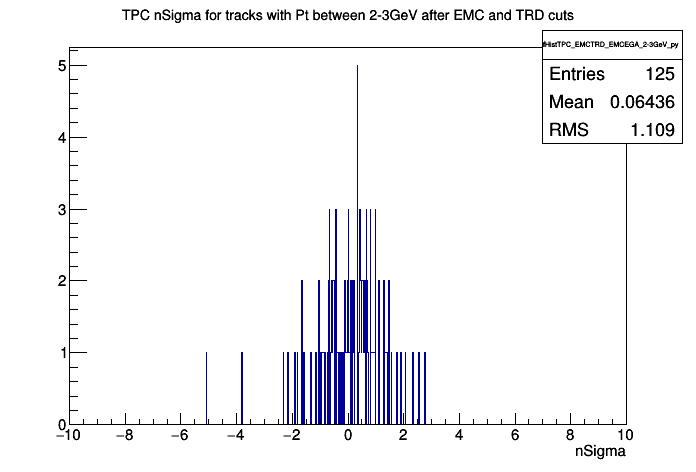 TPC nSigma for tracks with Pt between 2-3GeV after EMC and TRD cuts
fHistTPC_EMCTRD_EMCEGA_2-3GeV_py
Entries 125
Mean 0.06436
RMS 1.109
5
4
3
2
1
0
−10 −8 −6 −4 −2 0 2 4 6 8 10
nSigma